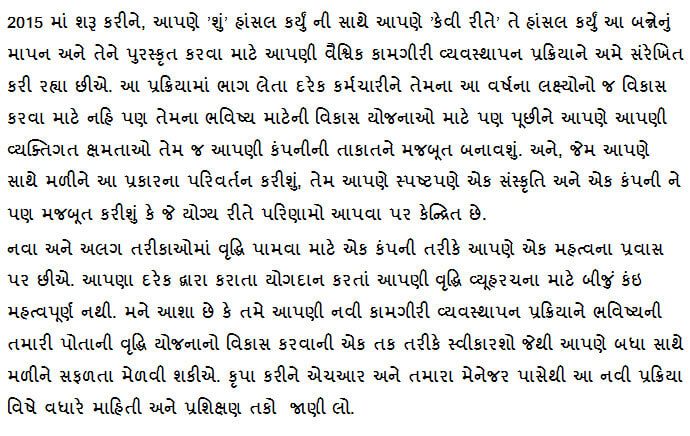 2015 માં શરૂ કરીને, આપણે 'શું' હાંસલ કર્યું ની સાથે આપણે 'કેવી રીતે' તે હાંસલ કર્યું આ બન્નેનું
માપન અને તેને પુરસ્કૃત કરવા માટે આપણી વૈશ્વિક કામગીરી વ્યવસ્થાપન પ્રક્રિયાને અમે સંરેખિત
કરી રહ્યા છીએ. આ પ્રક્રિયામાં ભાગ લેતા દરેક કર્મચારીને તેમના આ વર્ષના લક્ષ્યોનો જ વિકાસ
કરવા માટે નહિ પણ તેમના ભવિષ્ય માટેની વિકાસ યોજનાઓ માટે પણ પૂછીને આપણે આપણી
વ્યક્તિગત ક્ષમતાઓ તેમ જ આપણી કંપનીની તાકાતને મજબૂત બનાવશું. અને, જેમ આપણે
સાથે મળીને આ પ્રકારના પરિવર્તન કરીશું, તેમ આપણે સ્પષ્ટપણે એક સંસ્કૃતિ અને એક કંપની ને
પણ મજબૂત કરીશું કે જે યોગ્ય રીતે પરિણામો આપવા પર કેન્દ્રિત છે.
નવા અને અલગ તરીકાઓમાં વૃદ્ધિ પામવા માટે એક કંપની તરીકે આપણે એક મહત્વના પ્રવાસ
પર છીએ. આપણા દરેક દ્વારા કરાતા યોગદાન કરતાં આપણી વૃદ્ધિ વ્યૂહરચના માટે બીજું કંઇ
મહત્વપૂર્ણ નથી. મને આશા છે કે તમે આપણી નવી કામગીરી વ્યવસ્થાપન પ્રક્રિયાને ભવિષ્યની
તમારી પોતાની વૃદ્ધિ યોજનાનો વિકાસ કરવાની એક તક તરીકે સ્વીકારશો જેથી આપણે બધા સાથે
મળીને સફળતા મેળવી શકીએ. કૃપા કરીને એચઆર અને તમારા મેનેજર પાસેથી આ નવી પ્રક્રિયા
વિષે વધારે માહિતી અને પ્રશિક્ષણ તકો જાણી લો.